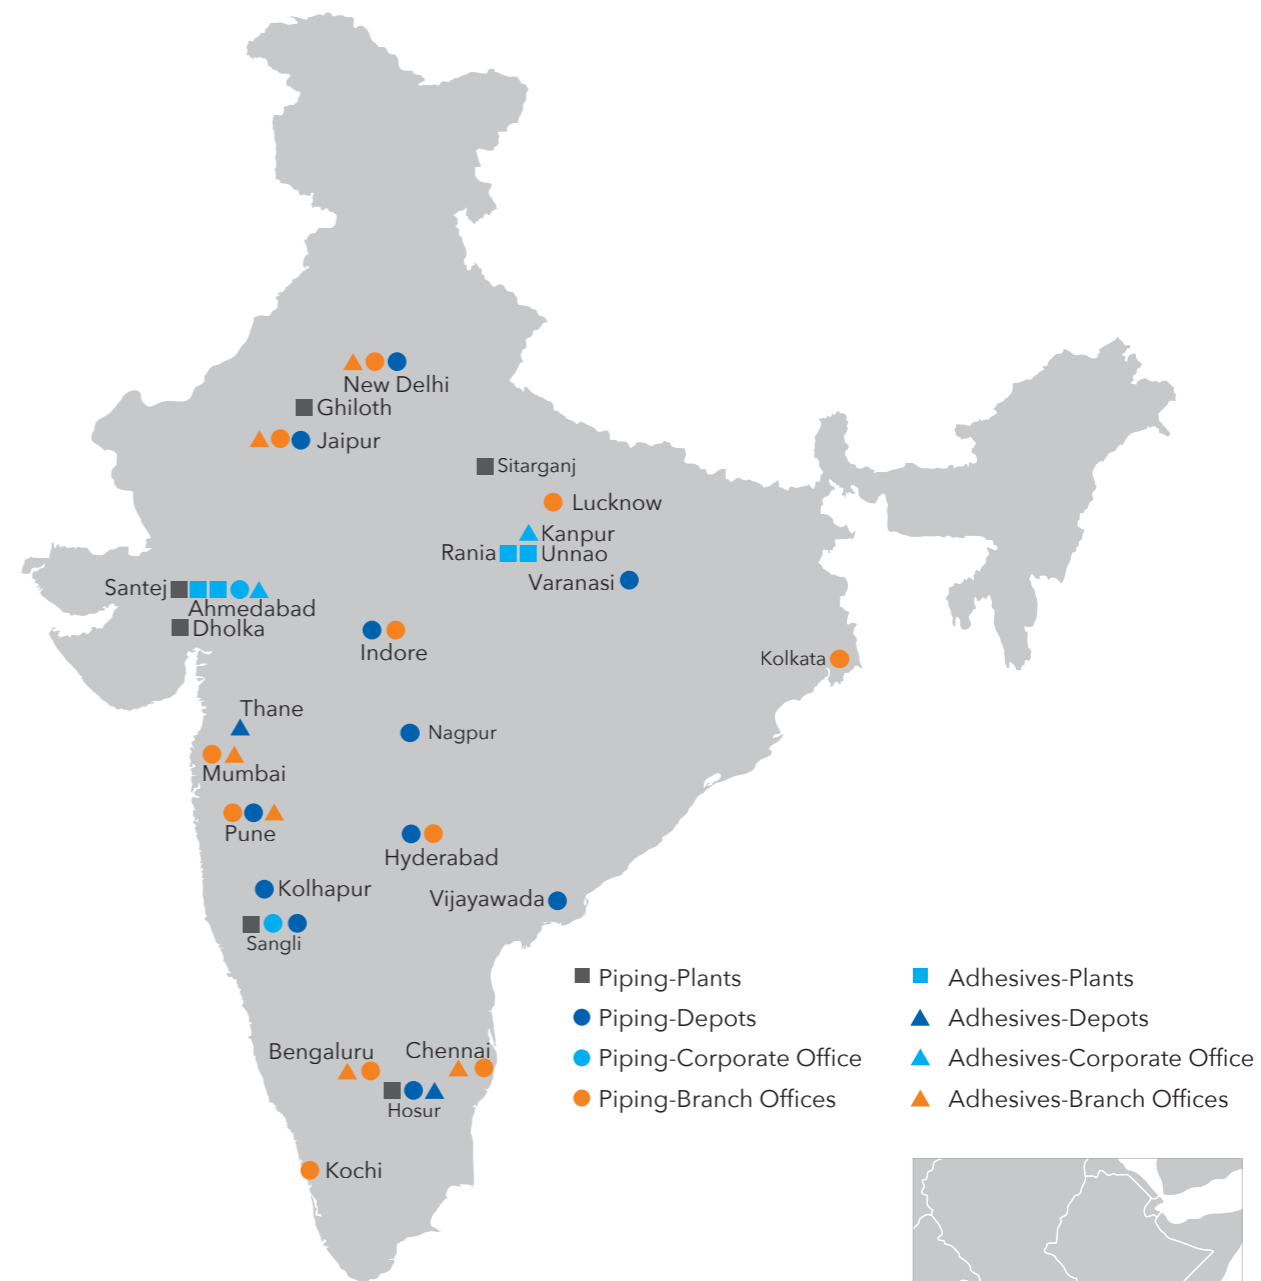 New Delhi
Ghiloth
Jaipur
Sitarganj
Lucknow
Kanpur
Rania Unnao
Varanasi
Santej
Ahmedabad
Dholka
Indore
Kolkata
Thane
Nagpur
Mumbai
Pune
Hyderabad
Kolhapur
Vijayawada
Sangli
Bengaluru Chennai
Hosur
Kochi
Piping-Plants
Piping-Depots
Piping-Corporate Office
Piping-Branch Offices
Adhesives-Plants
Adhesives-Depots
Adhesives-Corporate Office
Adhesives-Branch Offices